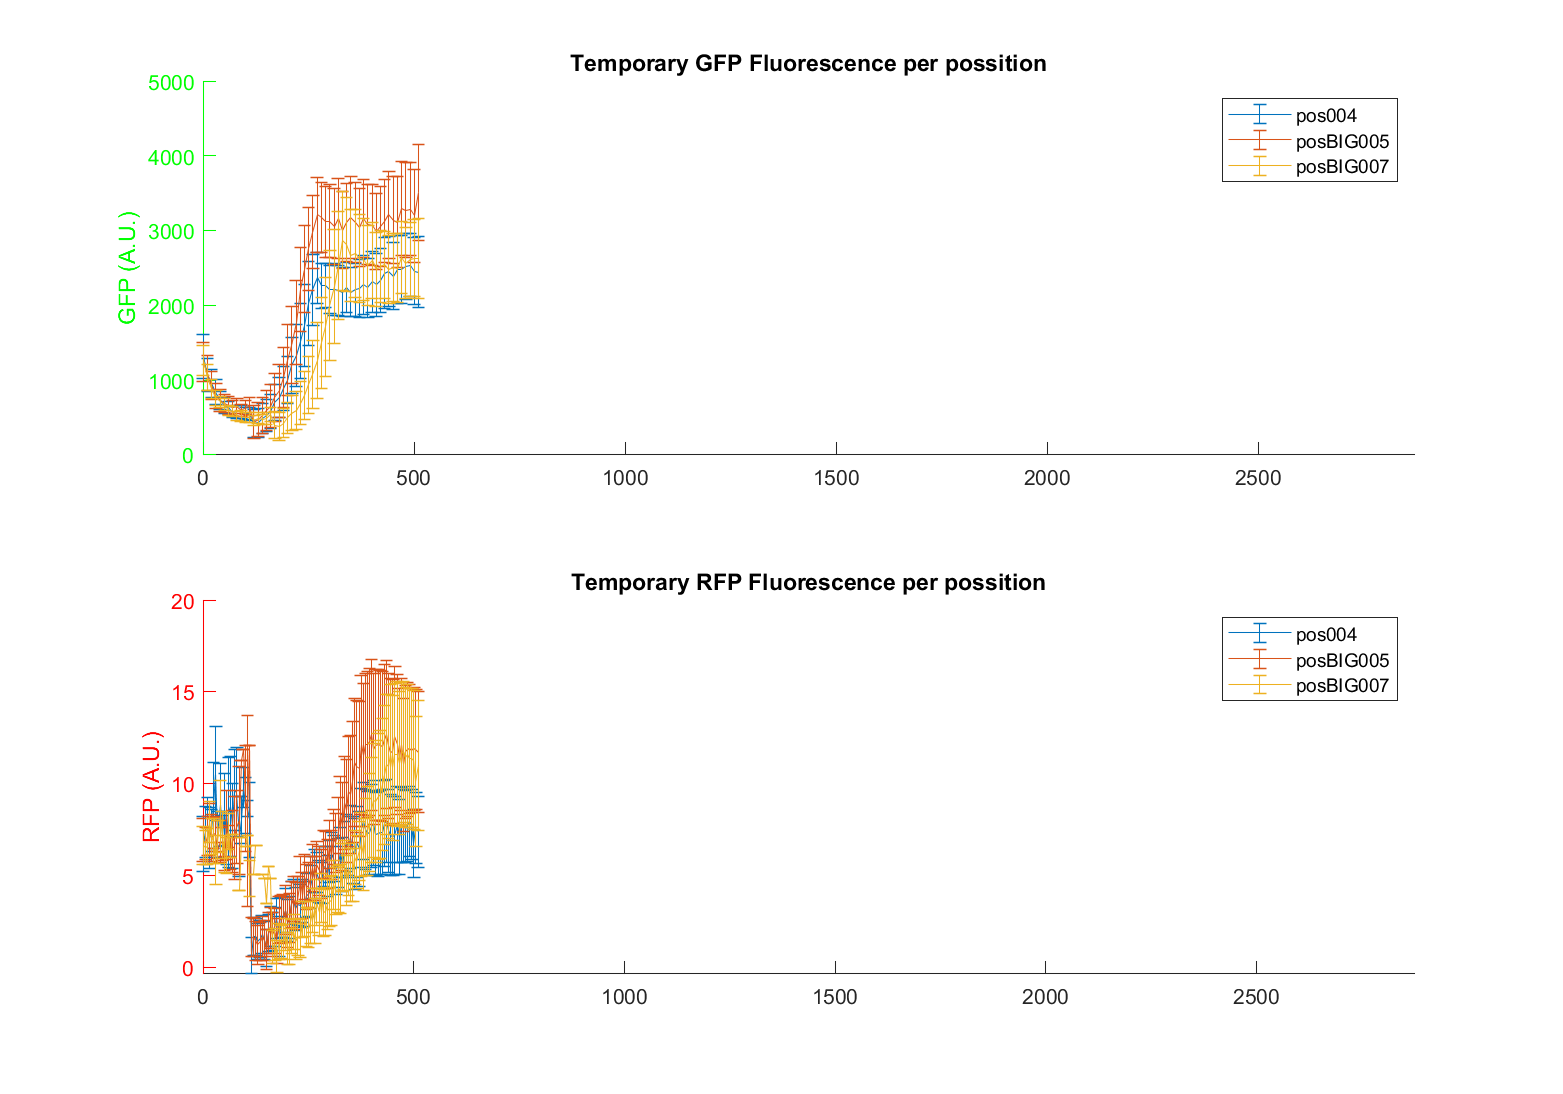 Temporary GFP Fluorescence per possition
5000
4000
3000
2000
1000
0
GFP (A.U.)
pos004
posBIG005
posBIG007
0 500 1000 1500 2000 2500
Temporary RFP Fluorescence per possition
20
15
10
5
0
RFP (A.U.)
pos004
posBIG005
posBIG007
0 500 1000 1500 2000 2500